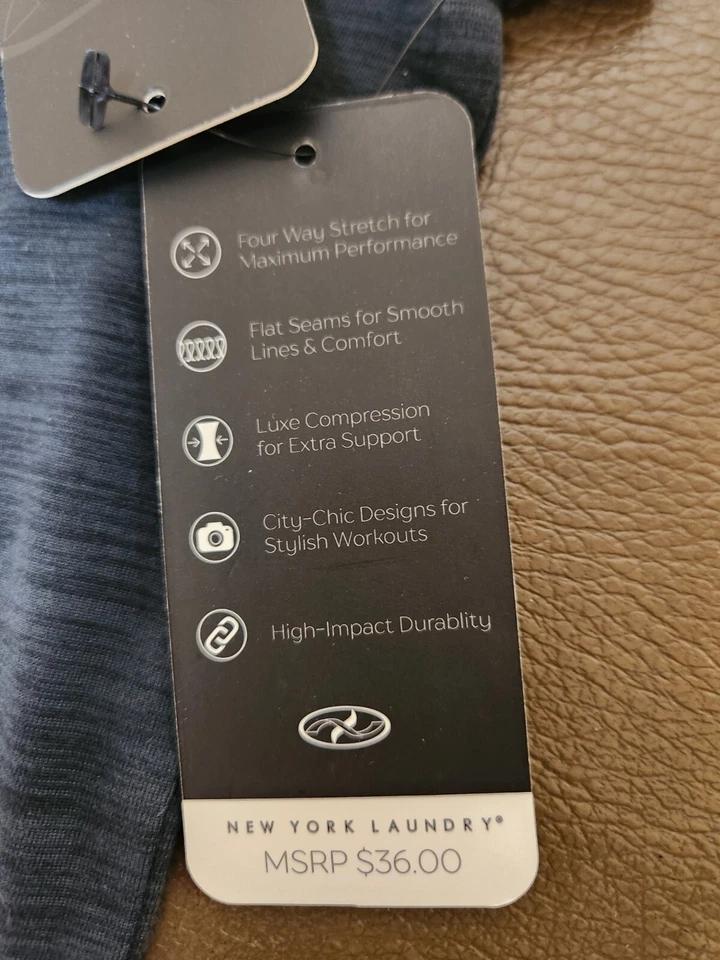 Four Way Stretch for
Maximum Performance
Flat Seams for Smooth
Lines & Comfort
Luxe Compression
for Extra Support
City-Chic Designs for
Stylish Workouts
High-Impact Durablity
NEW YORK LAUNDRY®
MSRP $36.00